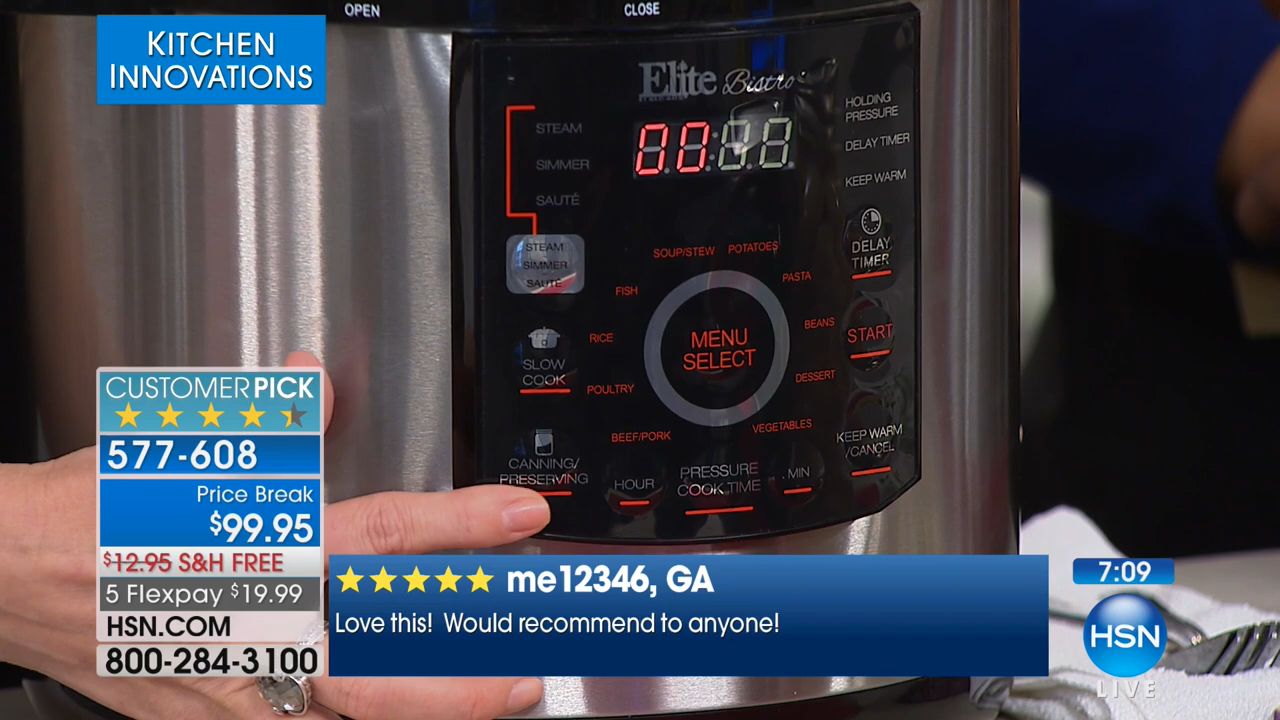 OPEN
CLOSE
KITCHEN
INNOVATIONS
Elite Bistro
STEAM
SIMMER
SAUTÉ
00:88
HOLDING
PRESSURE
DELAY TIMER
KEEP WARM
STEAM
SIMMER
SAUTÉ
DELAY
TIMER
SOUP/STEW
POTATOES
FISH
PASTA
RICE
BEANS
POULTRY
DESSERT
BEEF/PORK
VEGETABLES
MENU
SELECT
START
SLOW
COOK
CANNING/
PRESERVING
HOUR
PRESSURE
COOK TIME
MIN
KEEP WARM
/CANCEL
CUSTOMER PICK
577-608
Price Break
$99.95
$12.95 S&H FREE
5 Flexpay $19.99
HSN.COM
800-284-3100
me12346, GA
Love this! Would recommend to anyone!
7:09
HSN
LIVE